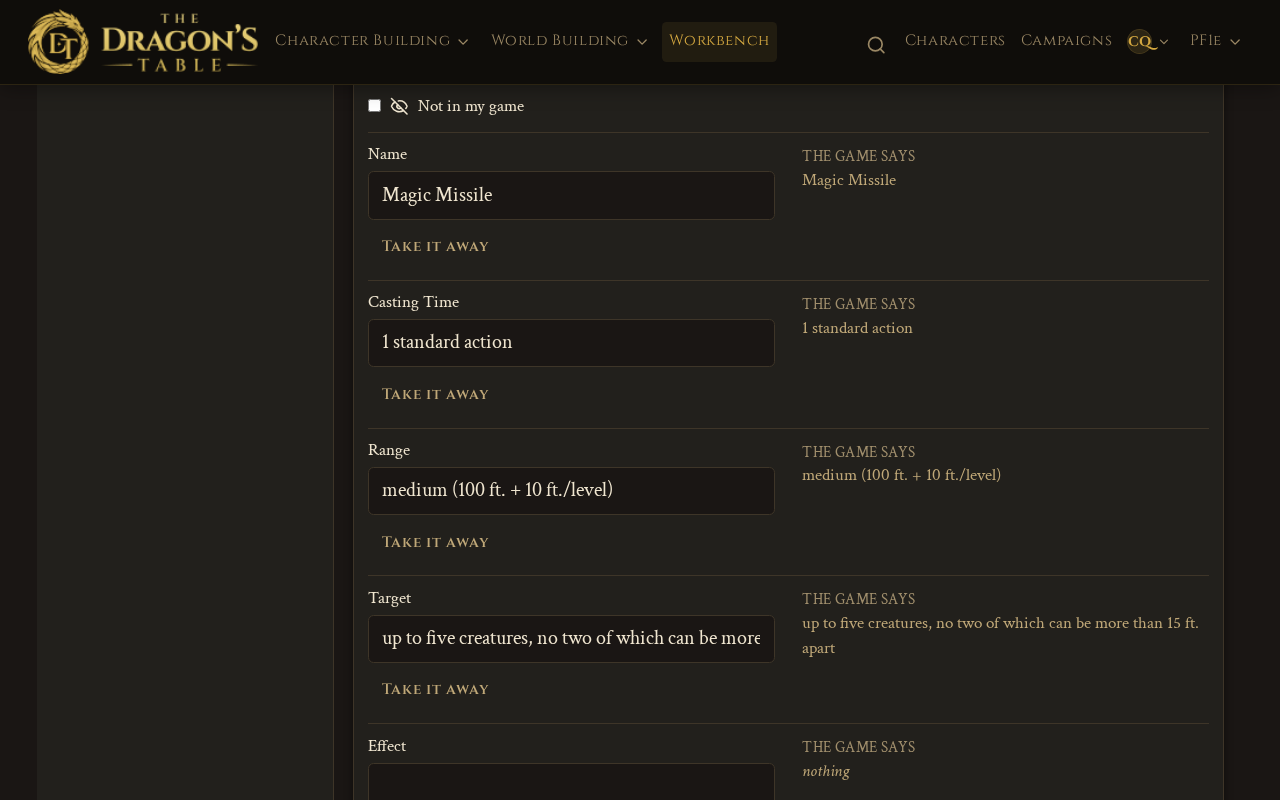 THE
DRAGON'S
TABLE
DT
Character Building
World Building
Workbench
Characters
Campaigns
CQ
PF1e
Not in my game
Name
THE GAME SAYS
Magic Missile
Magic Missile
Take it away
Casting Time
THE GAME SAYS
1 standard action
1 standard action
Take it away
Range
THE GAME SAYS
medium (100 ft. + 10 ft./level)
medium (100 ft. + 10 ft./level)
Take it away
Target
THE GAME SAYS
up to five creatures, no two of which can be more than 15 ft.
apart
up to five creatures, no two of which can be more
Take it away
Effect
THE GAME SAYS
nothing